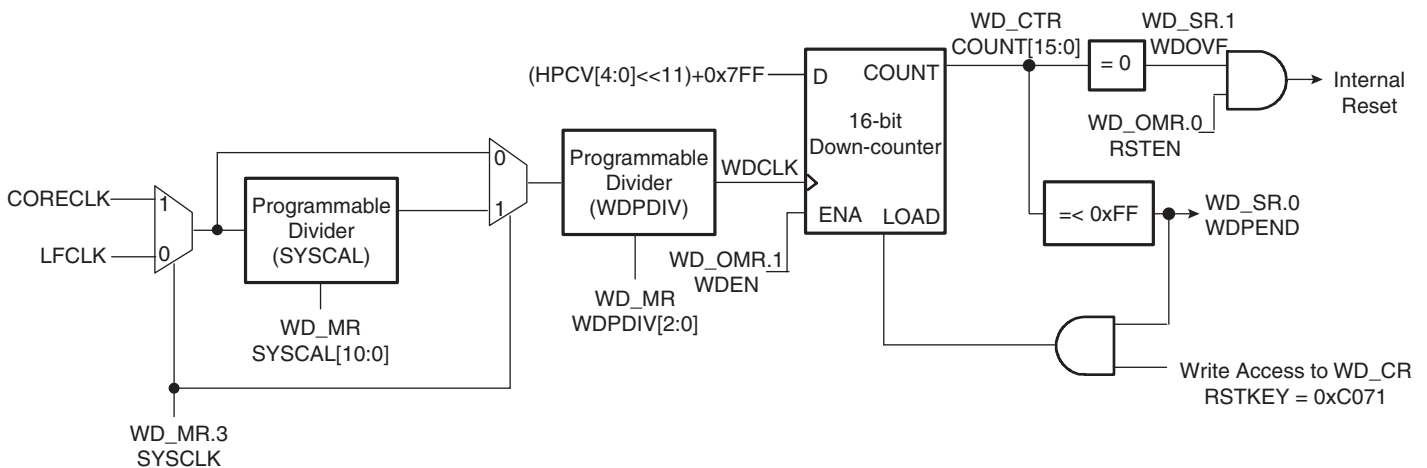 WD_CTR
COUNT[15:0]
WD_SR.1
WDOVF
(HPCV[4:0]<<11)+0x7FF
D
COUNT
= 0
Internal
Reset
16-bit
Down-counter
WD_OMR.0
RSTEN
0
1
Programmable
Divider
(WDPDIV)
WDCLK
CORECLK
1
LFCLK
0
Programmable
Divider
(SYSCAL)
ENA
LOAD
=< 0xFF
WD_SR.0
WDPEND
WD_OMR.1
WDEN
WD_MR
WDPDIV[2:0]
WD_MR
SYSCAL[10:0]
Write Access to WD_CR
RSTKEY = 0xC071
WD_MR.3
SYSCLK